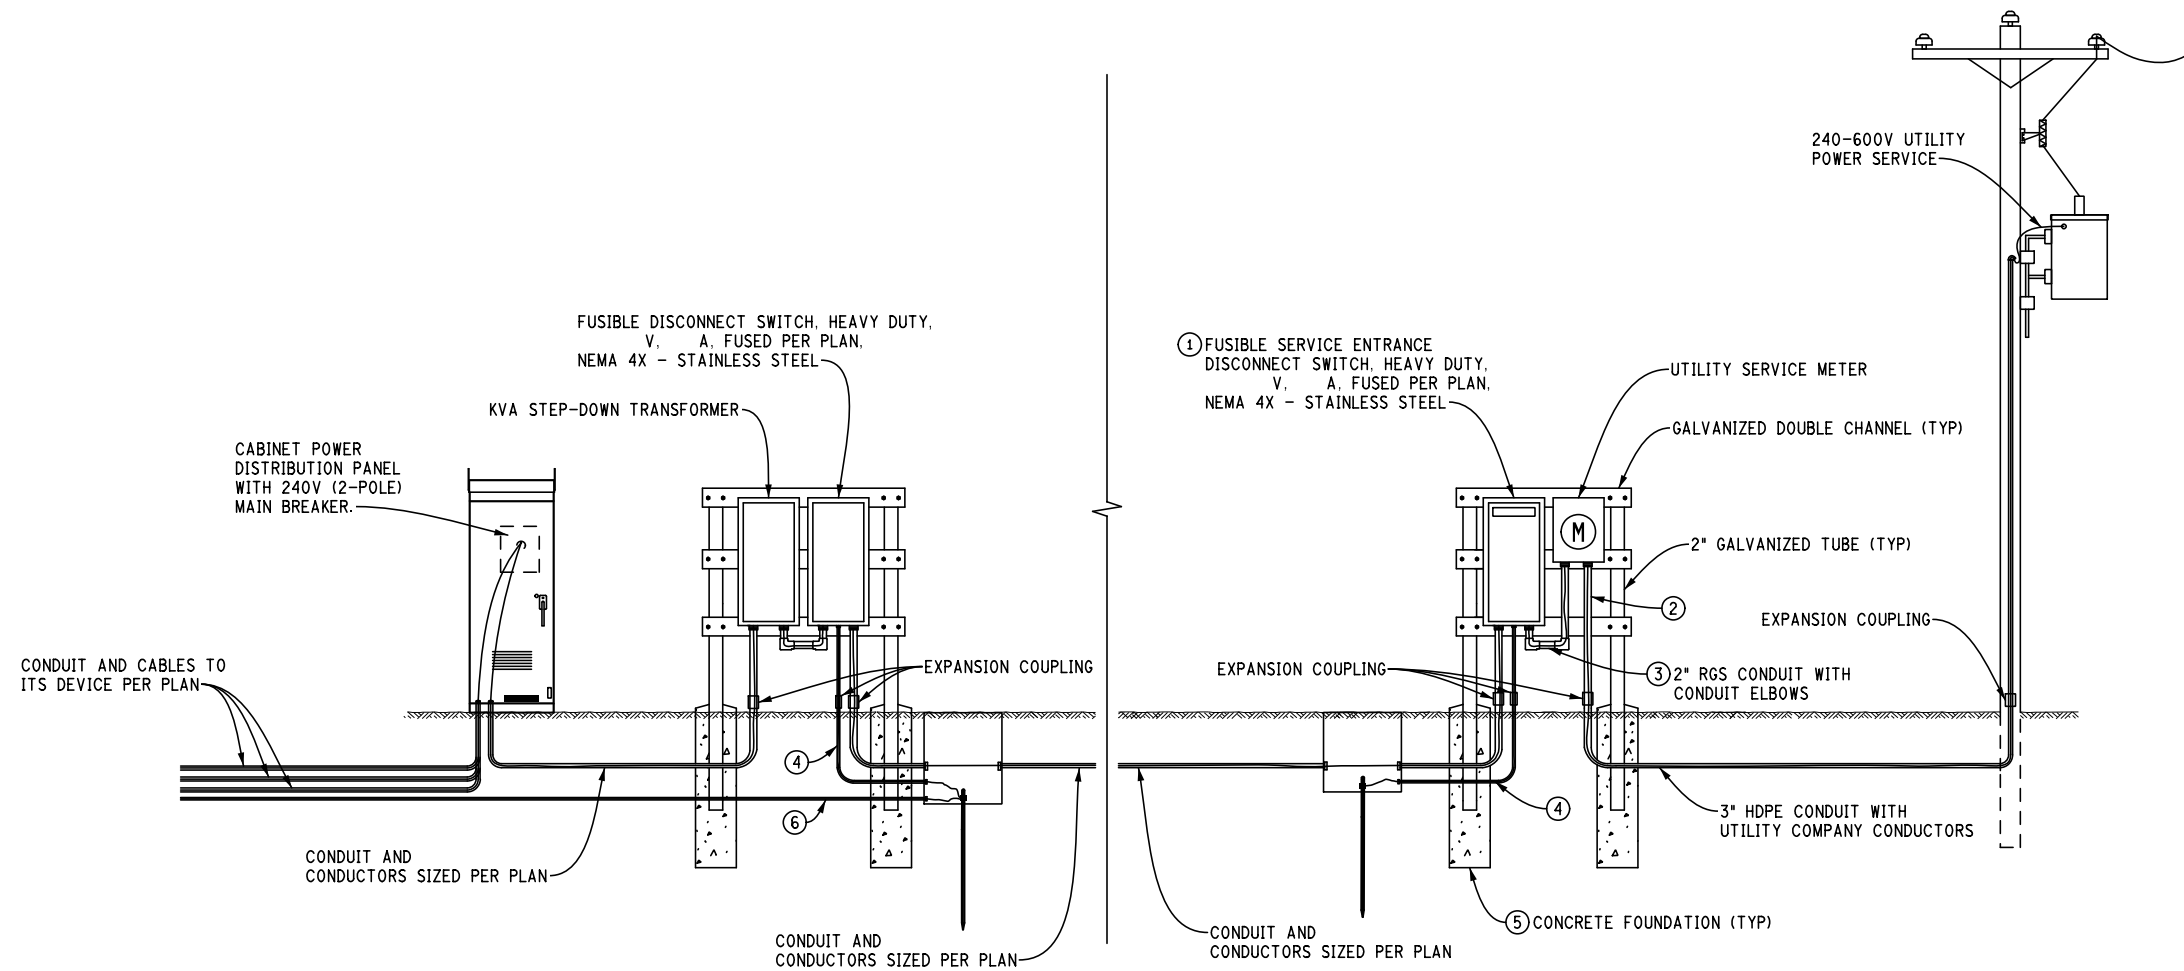 240-600V UTILITY
POWER SERVICE
FUSIBLE DISCONNECT SWITCH, HEAVY DUTY,
V, A, FUSED PER PLAN,
NEMA 4X - STAINLESS STEEL
KVA STEP-DOWN TRANSFORMER
CABINET POWER
DISTRIBUTION PANEL
WITH 240V (2-POLE)
MAIN BREAKER.
1 FUSIBLE SERVICE ENTRANCE
DISCONNECT SWITCH, HEAVY DUTY,
V, A, FUSED PER PLAN,
NEMA 4X - STAINLESS STEEL
UTILITY SERVICE METER
GALVANIZED DOUBLE CHANNEL (TYP)
M
2" GALVANIZED TUBE (TYP)
2
EXPANSION COUPLING
CONDUIT AND CABLES TO
ITS DEVICE PER PLAN
EXPANSION COUPLING
EXPANSION COUPLING
3 2" RGS CONDUIT WITH
CONDUIT ELBOWS
4
6
4
3" HDPE CONDUIT WITH
UTILITY COMPANY CONDUCTORS
CONDUIT AND
CONDUCTORS SIZED PER PLAN
5 CONCRETE FOUNDATION (TYP)
CONDUIT AND
CONDUCTORS SIZED PER PLAN
CONDUIT AND
CONDUCTORS SIZED PER PLAN